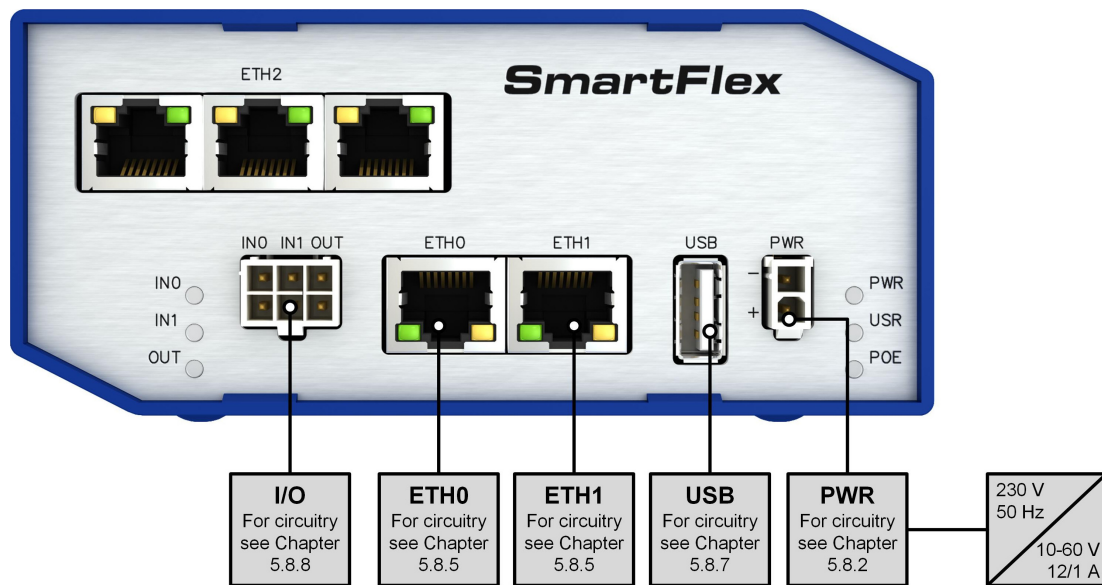 ETH2
SmartFlex
IN0 IN1 OUT
ETH0
ETH1
USB
PWR
IN0
IN1
OUT
-
+
PWR
USR
POE
I/O
For circuitry
see Chapter
5.8.8
ETH0
For circuitry
see Chapter
5.8.5
ETH1
For circuitry
see Chapter
5.8.5
USB
For circuitry
see Chapter
5.8.7
PWR
For circuitry
see Chapter
5.8.2
230 V
50 Hz
10-60 V
12/1 A